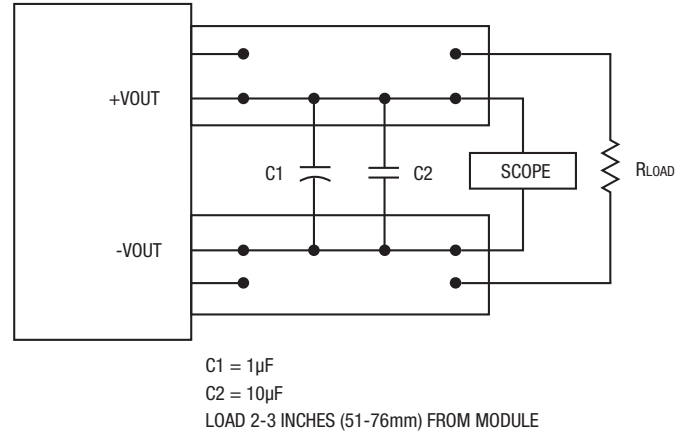 +VOUT
C1
C2
SCOPE
RLOAD
-VOUT
C1 = 1µF
C2 = 10µF
LOAD 2-3 INCHES (51-76mm) FROM MODULE